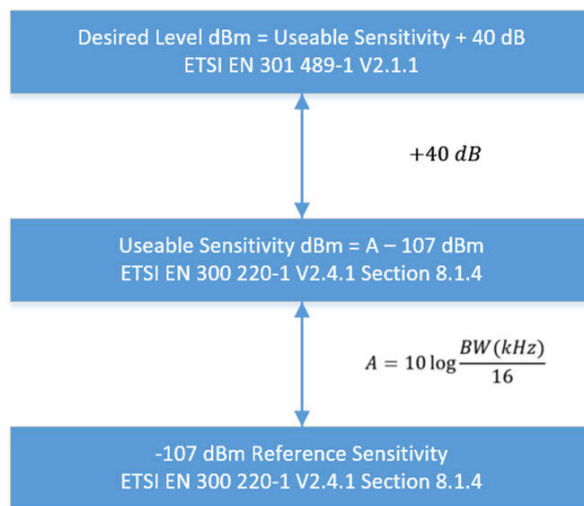 Desired Level dBm = Useable Sensitivity + 40 dB
ETSI EN 301 489-1 V2.1.1
+40 dB
Useable Sensitivity dBm = A – 107 dBm
ETSI EN 300 220-1 V2.4.1 Section 8.1.4
A = 10 log BW(kHz)/16
-107 dBm Reference Sensitivity
ETSI EN 300 220-1 V2.4.1 Section 8.1.4